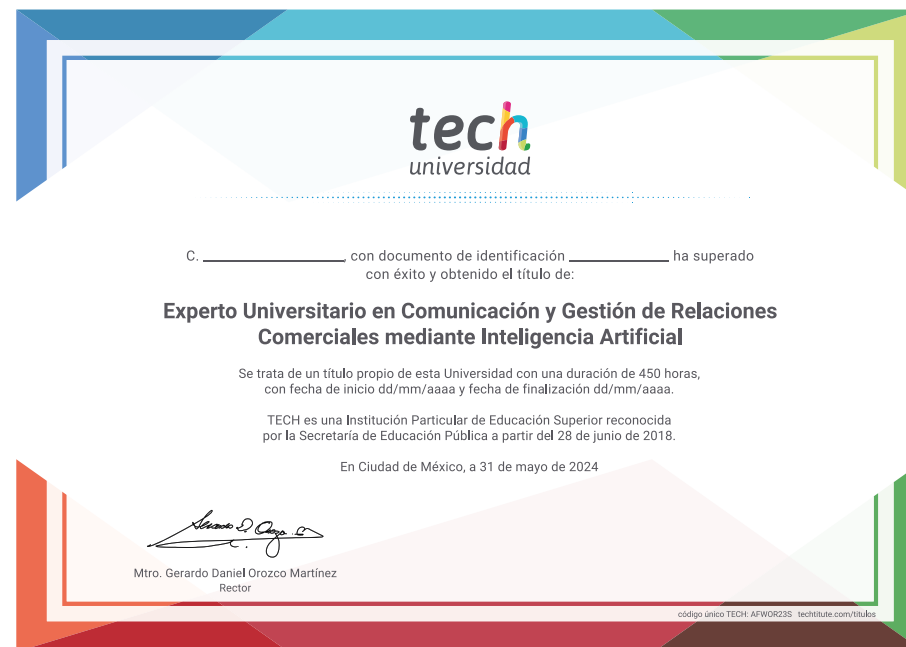 tech
universidad
C. ____________, con documento de identificación ____________ ha superado
con éxito y obtenido el título de:
Experto Universitario en Comunicación y Gestión de Relaciones
Comerciales mediante Inteligencia Artificial
Se trata de un título propio de esta Universidad con una duración de 450 horas,
con fecha de inicio dd/mm/aaaa y fecha de finalización dd/mm/aaaa.
TECH es una Institución Particular de Educación Superior reconocida
por la Secretaría de Educación Pública a partir del 28 de junio de 2018.
En Ciudad de México, a 31 de mayo de 2024
Mtro. Gerardo Daniel Orozco Martínez
Rector
código único TECH: AFWOR23S techtitute.com/titulos